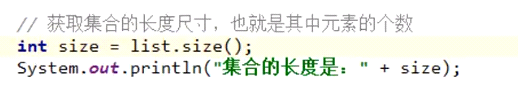 // 获取集合的长度尺寸，也就是其中元素的个数
int size = list.size();
System.out.println("集合的长度是：" + size);